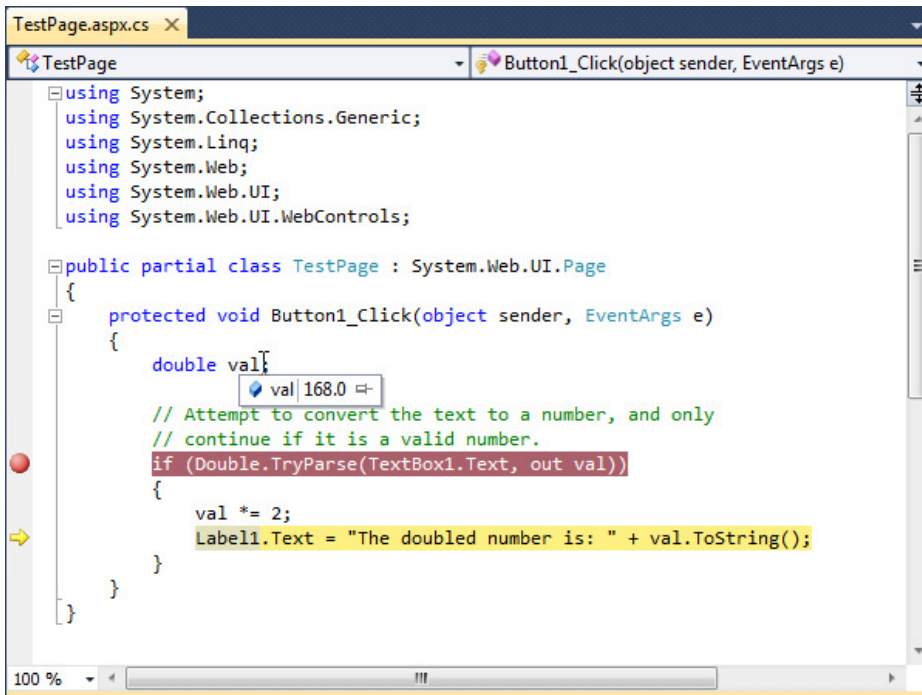 TestPage.aspx.cs
TestPage Button1_Click(object sender, EventArgs e)
using System;
using System.Collections.Generic;
using System.Linq;
using System.Web;
using System.Web.UI;
using System.Web.UI.WebControls;
public partial class TestPage : System.Web.UI.Page
{
protected void Button1_Click(object sender, EventArgs e)
{
double val;
val 168.0
// Attempt to convert the text to a number, and only
// continue if it is a valid number.
if (Double.TryParse(TextBox1.Text, out val))
{
val *= 2;
Label1.Text = "The doubled number is: " + val.ToString();
}
}
}
100 %